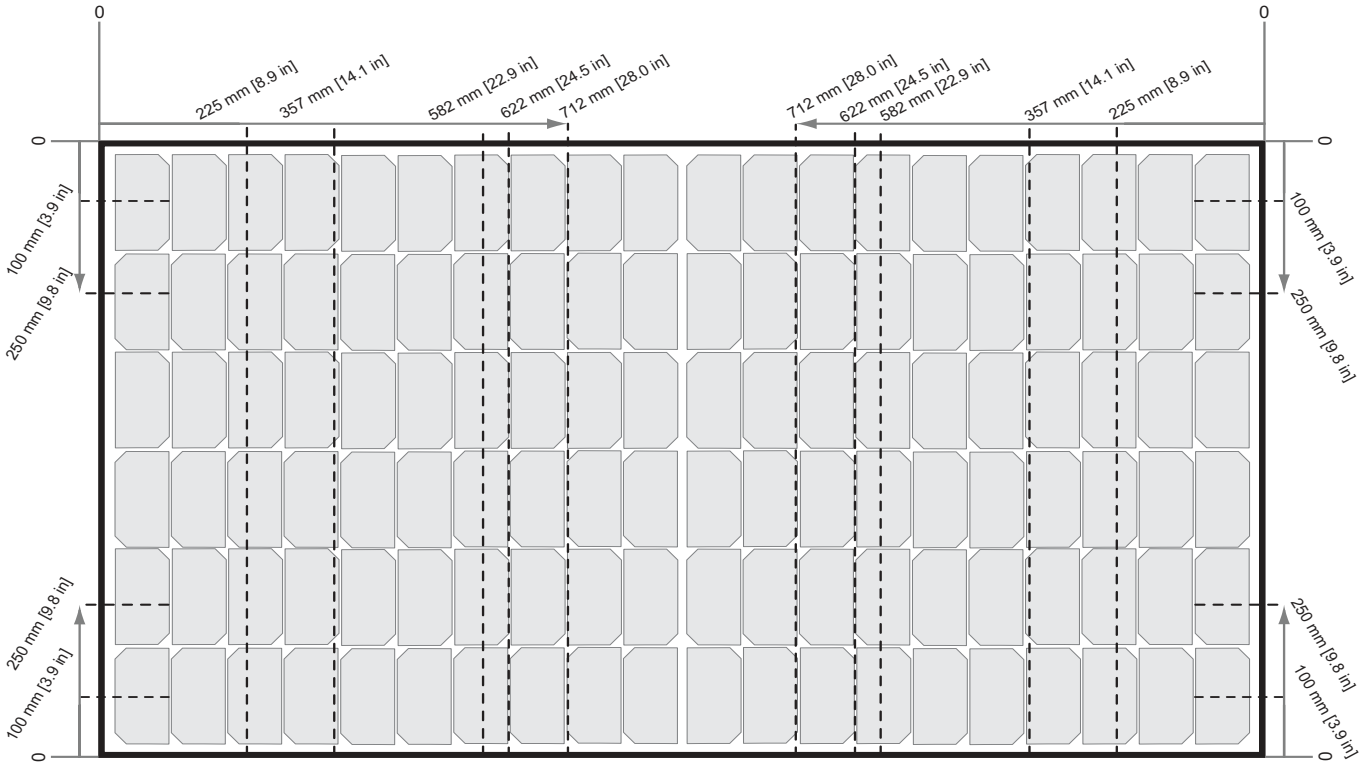 0
0
225 mm [8.9 in]
357 mm [14.1 in]
582 mm [22.9 in]
622 mm [24.5 in]
712 mm [28.0 in]
712 mm [28.0 in]
622 mm [24.5 in]
582 mm [22.9 in]
357 mm [14.1 in]
225 mm [8.9 in]
0
0
100 mm [3.9 in]
100 mm [3.9 in]
250 mm [9.8 in]
250 mm [9.8 in]
250 mm [9.8 in]
250 mm [9.8 in]
100 mm [3.9 in]
100 mm [3.9 in]
0
0